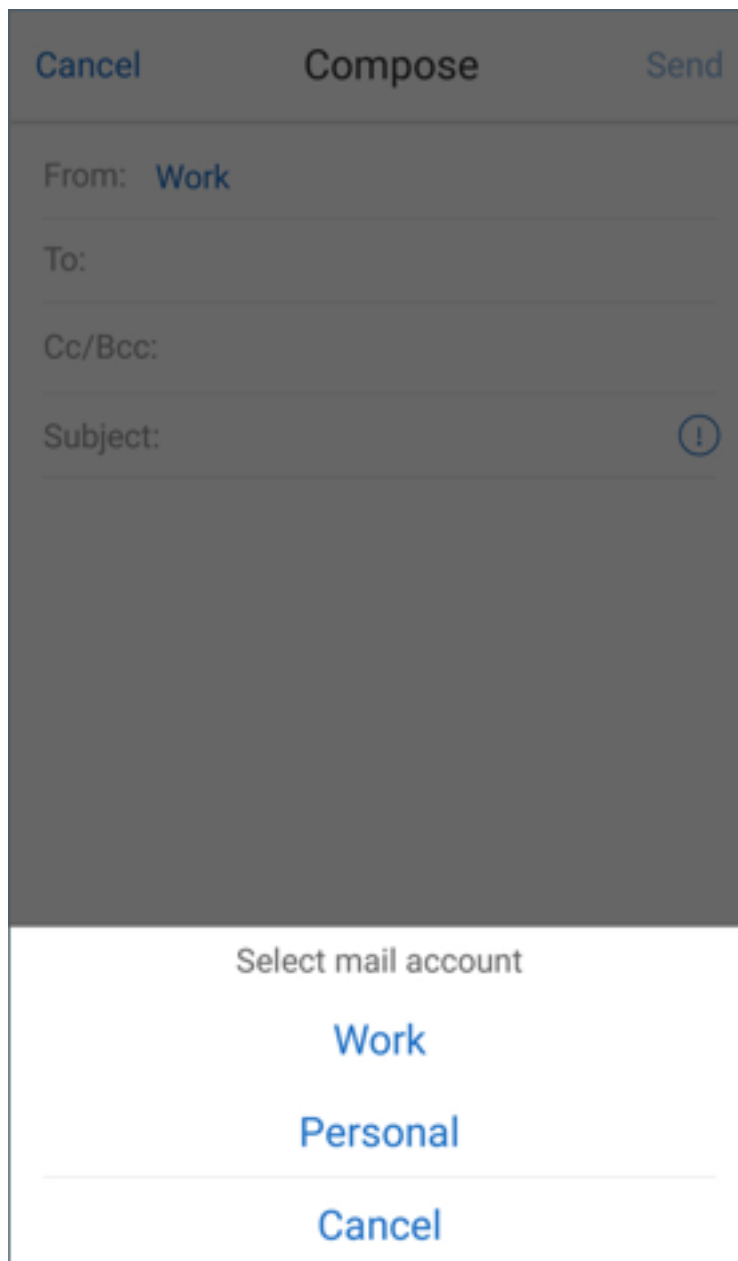 Cancel Compose Send
From: Work
To:
Cc/Bcc:
Subject: !
Select mail account
Work
Personal
Cancel